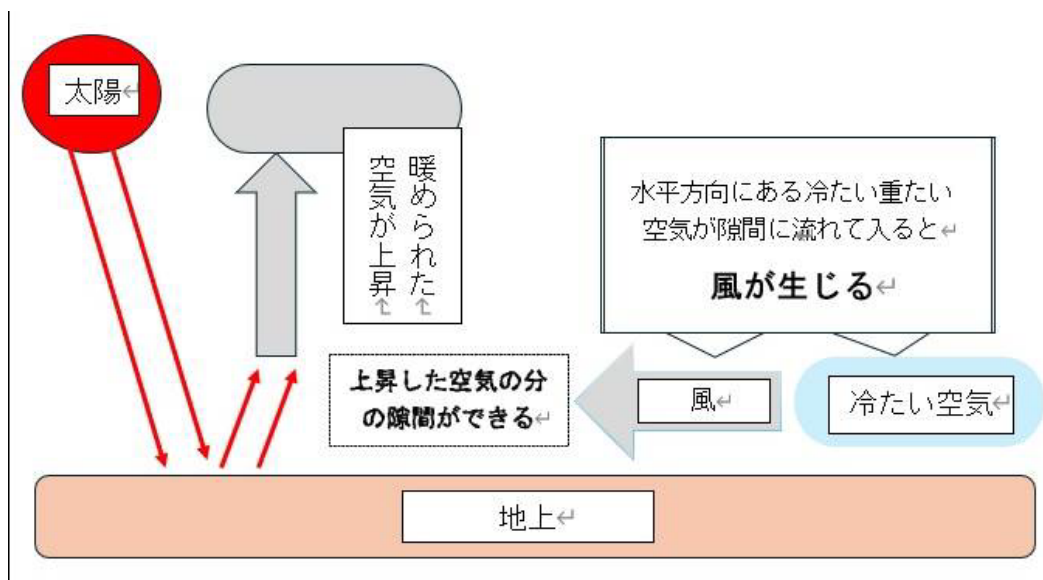 太陽
暖められた
空気が上昇
水平方向にある冷たい重たい
空気が隙間に流れて入ると
風が生じる
上昇した空気の分
の隙間ができる
風
冷たい空気
地上